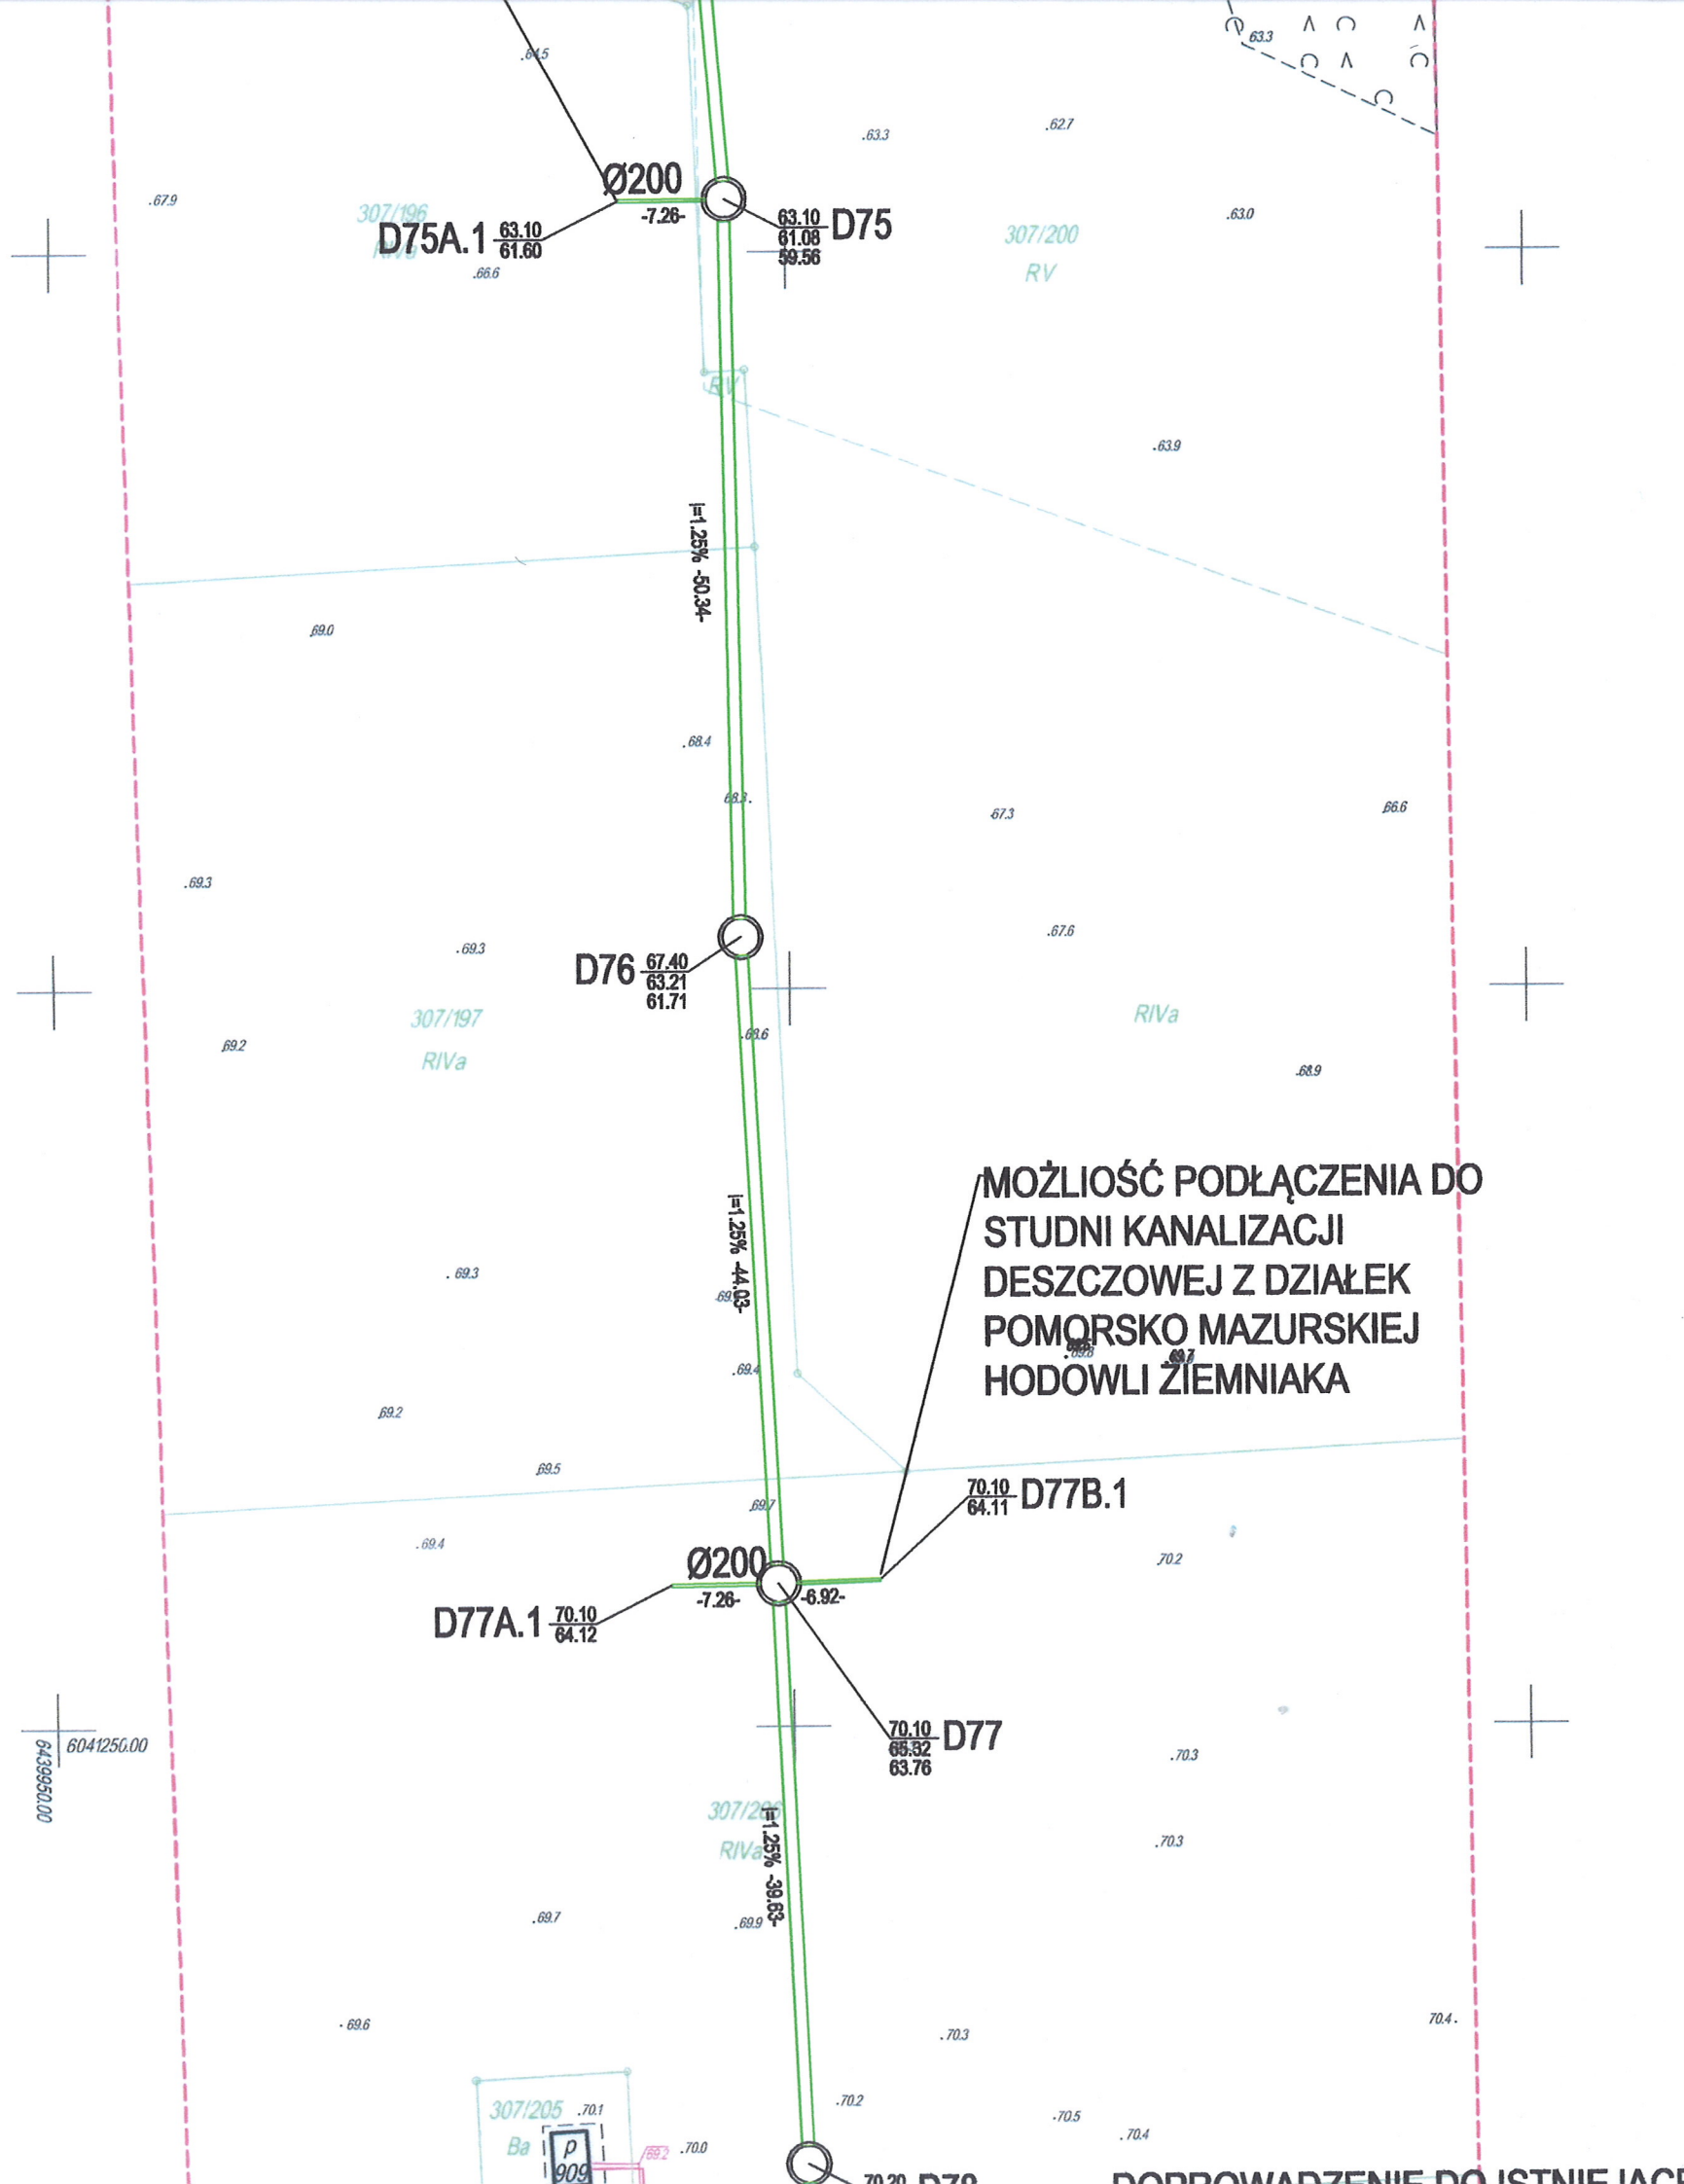 .64.5
63.3
.63.3
.62.7
Ø200
.67.9
307/196
-7.26-
63.10
61.08
59.56
D75
.63.0
D75A.1
63.10
61.60
307/200
RV
.66.6
RV
.63.9
i=1.25% -50.34-
69.0
.68.4
67.3
66.6
.69.3
.69.3
.67.6
D76
67.40
63.21
61.71
307/197
RIVa
RIVa
.68.6
69.2
.68.9
MOŻLIOŚĆ PODŁĄCZENIA DO
STUDNI KANALIZACJI
DESZCZOWEJ Z DZIAŁEK
POMORSKO MAZURSKIEJ
HODOWLI ZIEMNIAKA
i=1.25% -44.03-
.69.3
.69.4
69.2
69.5
70.10
64.11
D77B.1
69.7
.69.4
Ø200
70.2
-7.26-
-6.92-
D77A.1
70.10
64.12
70.10
65.32
63.76
D77
6041250.00
6439950.00
.70.3
RIVa
i=1.25% -39.63-
.70.3
.69.7
.69.9
.69.6
.70.3
70.4.
.70.2
307/205
.70.1
.70.5
.70.4
Ba
p
909
69.2
.70.0